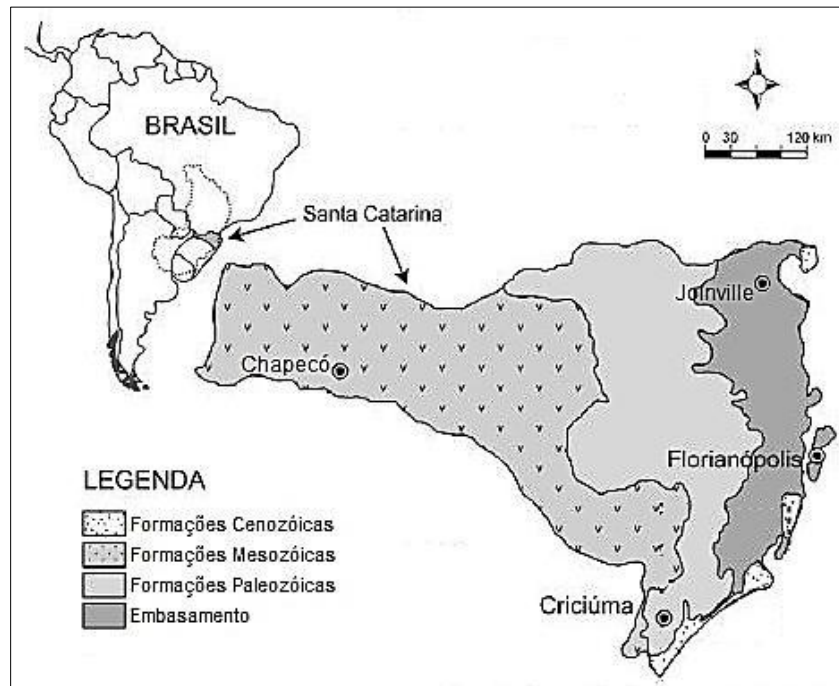 BRASIL
N
0 30 120 km
Santa Catarina
Joinville
Chapecó
Florianópolis
LEGENDA
Formações Cenozóicas
Formações Mesozóicas
Formações Paleozóicas
Embasamento
Criciúma